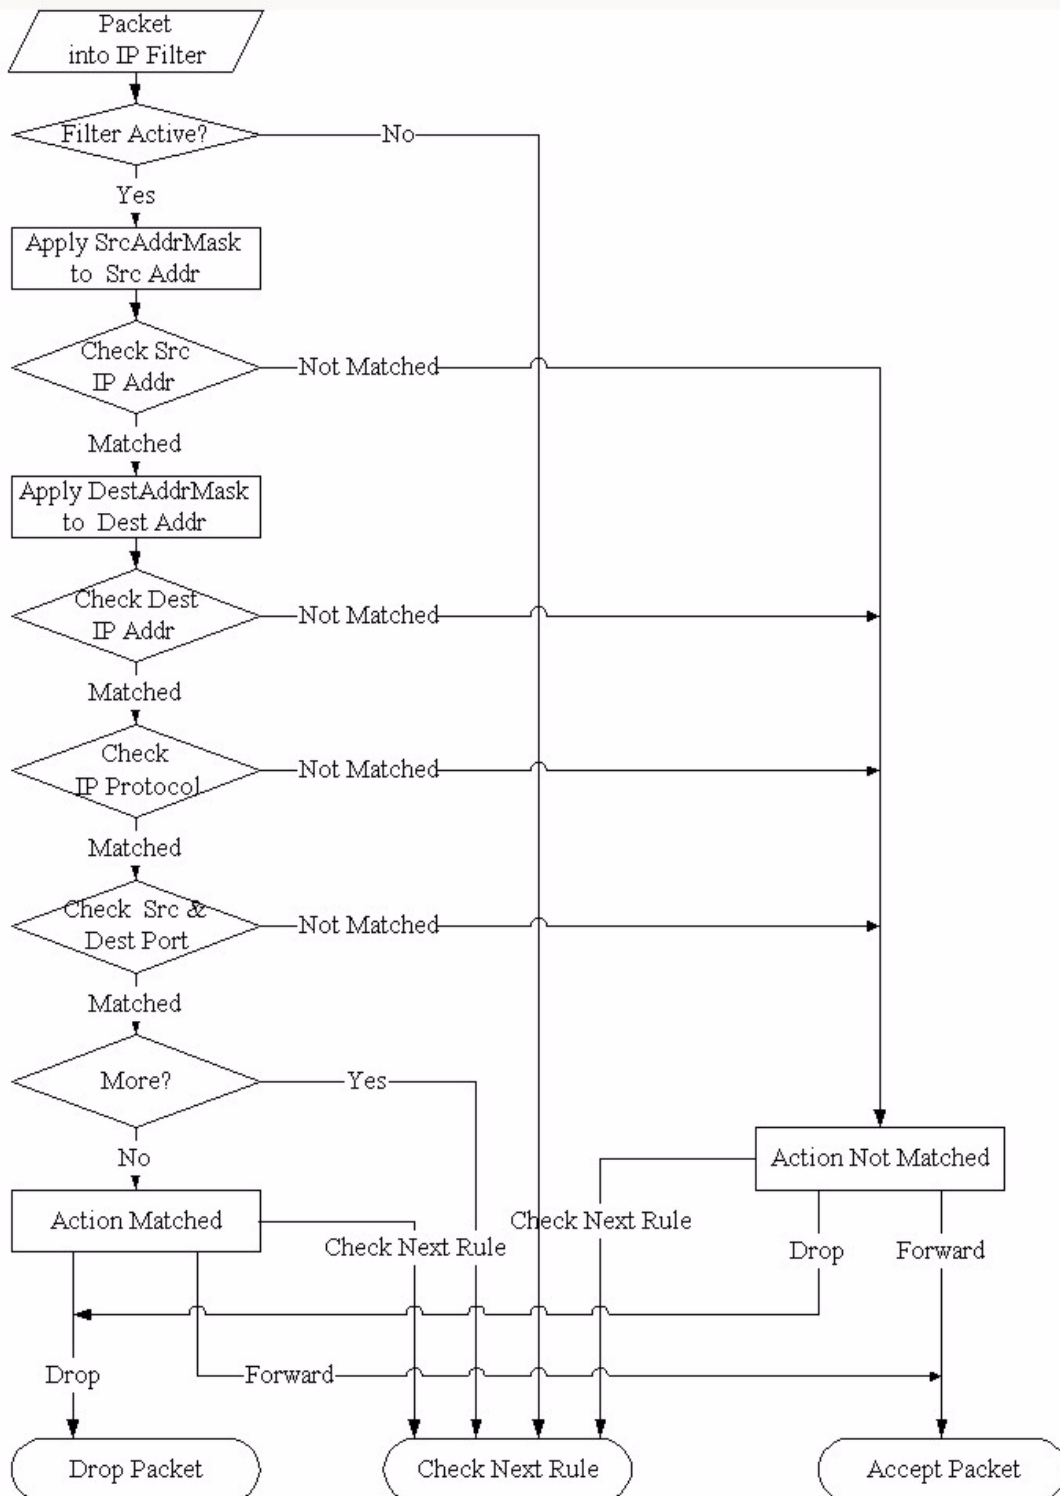 Packet
into IP Filter
Filter Active?
No
Yes
Apply SrcAddrMask
to Src Addr
Check Src
IP Addr
Not Matched
Matched
Apply DestAddrMask
to Dest Addr
Check Dest
IP Addr
Not Matched
Matched
Check
IP Protocol
Not Matched
Matched
Check Src &
Dest Port
Not Matched
Matched
More?
Yes
No
Action Not Matched
Action Matched
Check Next Rule
Check Next Rule
Drop
Forward
Drop
Forward
Drop Packet
Check Next Rule
Accept Packet